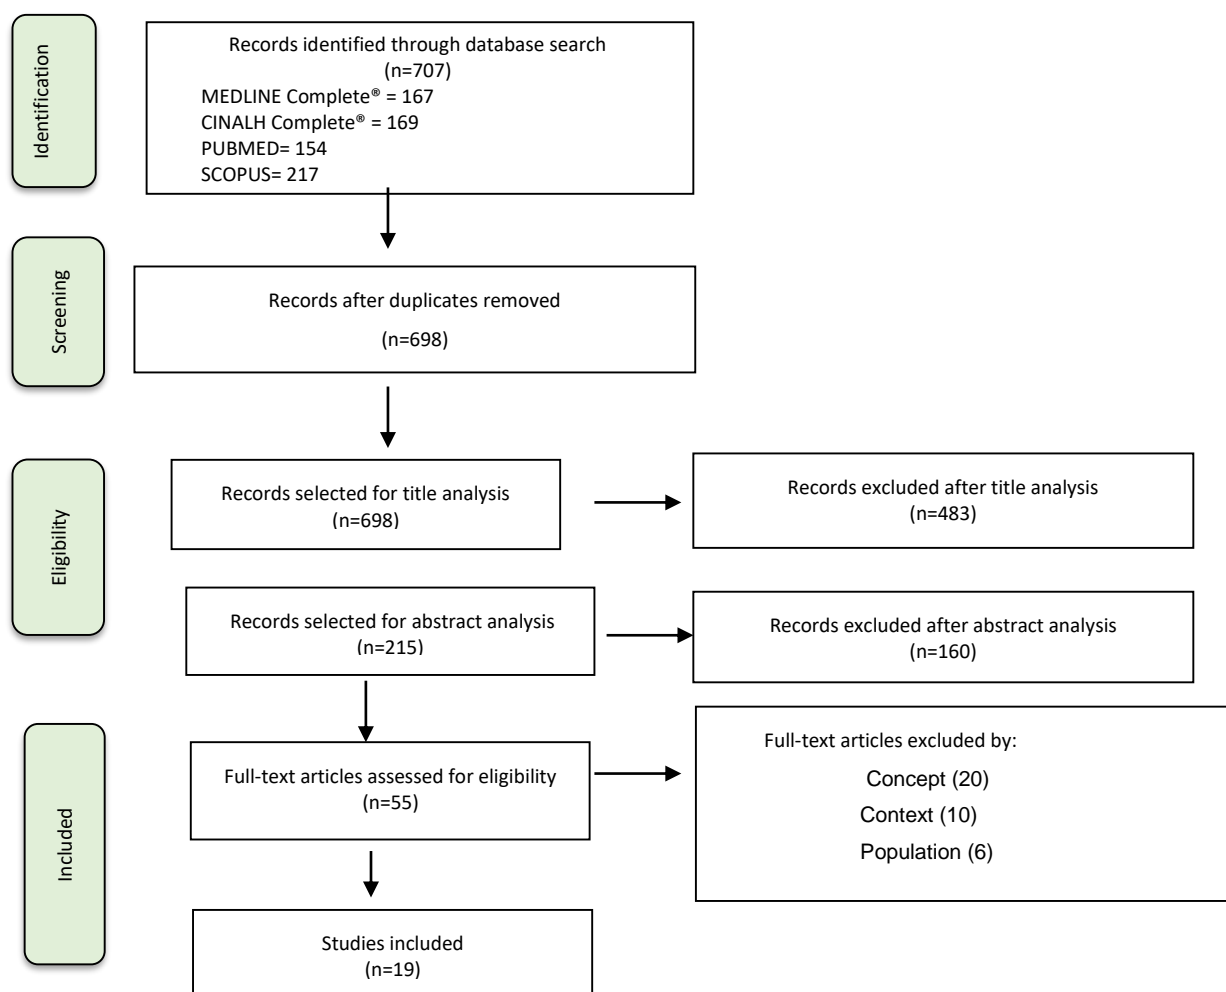 Identification
Records identified through database search
(n=707)
MEDLINE Complete® = 167
CINALH Complete® = 169
PUBMED= 154
SCOPUS= 217
Screening
Records after duplicates removed
(n=698)
Eligibility
Records selected for title analysis
(n=698)
Records excluded after title analysis
(n=483)
Records selected for abstract analysis
(n=215)
Records excluded after abstract analysis
(n=160)
Included
Full-text articles assessed for eligibility
(n=55)
Full-text articles excluded by:
Concept (20)
Context (10)
Population (6)
Studies included
(n=19)